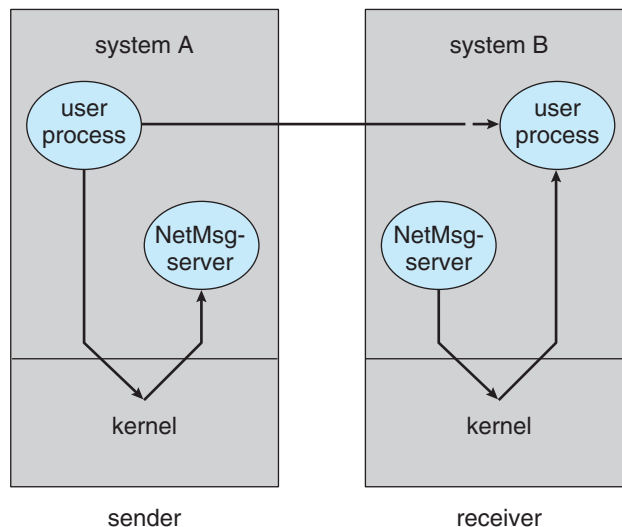 system A
system B
user
process
user
process
NetMsg-
server
NetMsg-
server
kernel
kernel
sender
receiver